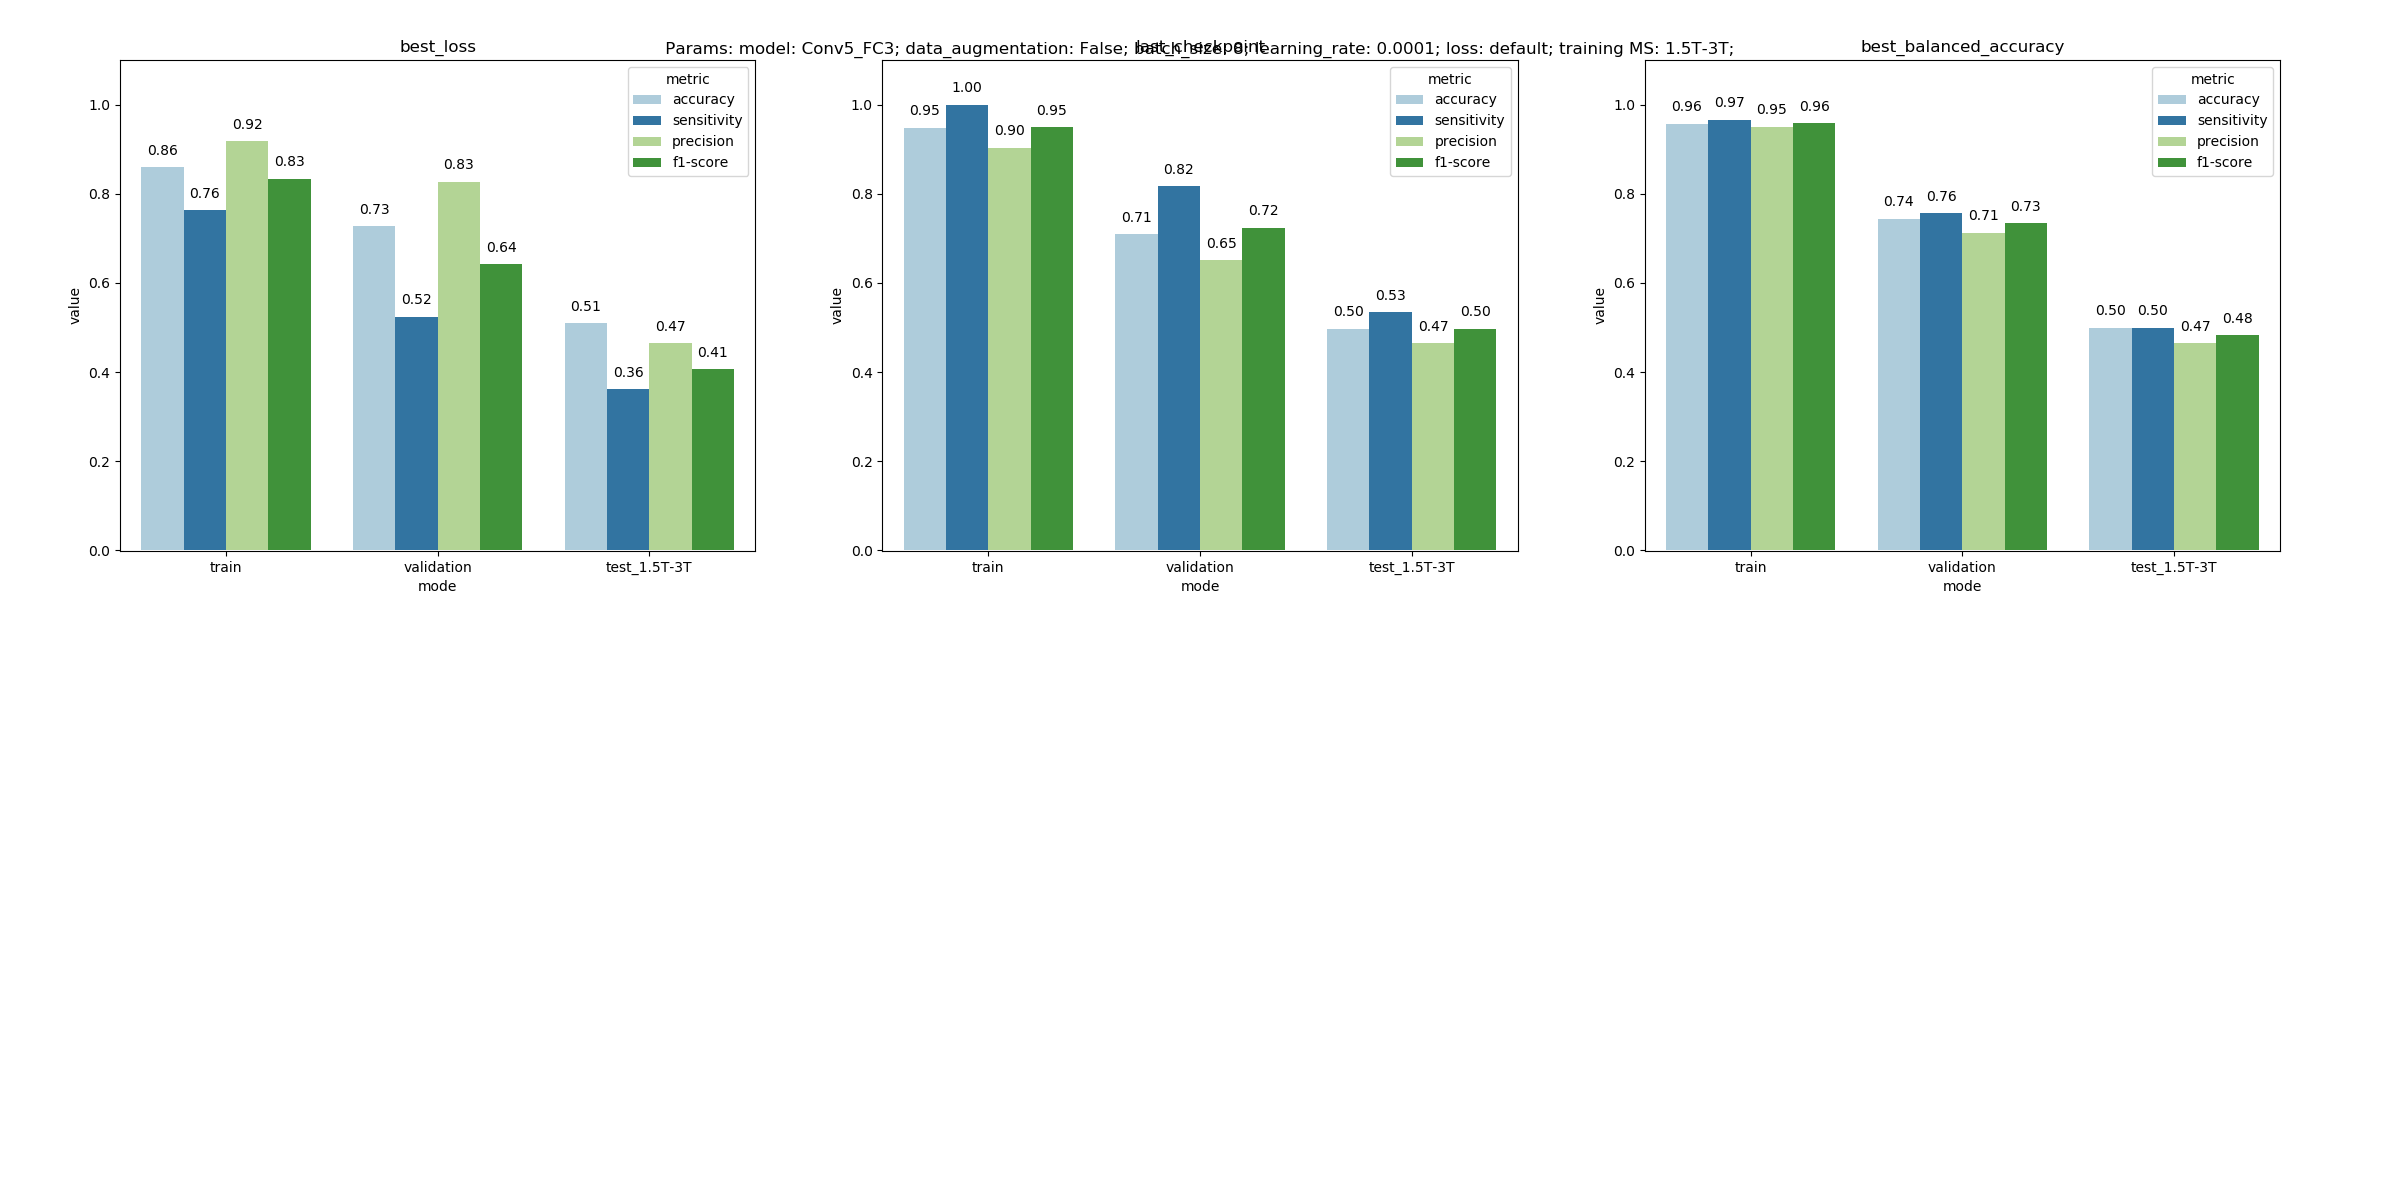 Params: model: Conv5_FC3; data_augmentation: False; batch_size: 8; learning_rate: 0.0001; loss: default; training MS: 1.5T-3T;
best_loss
metric
accuracy
sensitivity
precision
f1-score
value
1.0
0.8
0.6
0.4
0.2
0.0
0.86
0.76
0.92
0.83
0.73
0.52
0.83
0.64
0.51
0.36
0.47
0.41
train
validation
test_1.5T-3T
mode
last_checkpoint
metric
accuracy
sensitivity
precision
f1-score
value
1.0
0.8
0.6
0.4
0.2
0.0
0.95
1.00
0.90
0.95
0.71
0.82
0.65
0.72
0.50
0.53
0.47
0.50
train
validation
test_1.5T-3T
mode
best_balanced_accuracy
metric
accuracy
sensitivity
precision
f1-score
value
1.0
0.8
0.6
0.4
0.2
0.0
0.96
0.97
0.95
0.96
0.74
0.76
0.71
0.73
0.50
0.50
0.47
0.48
train
validation
test_1.5T-3T
mode